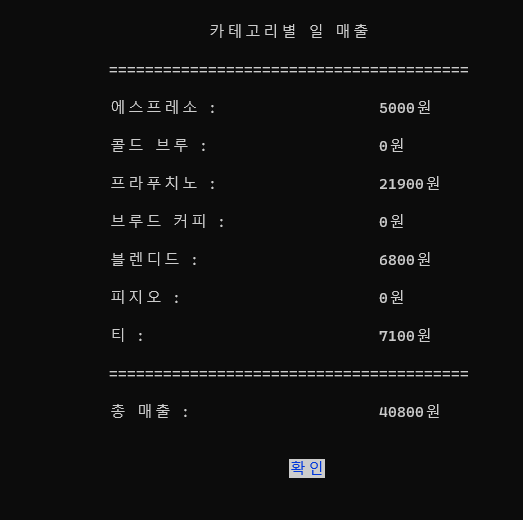 카테고리별 일 매출
========================================
에스프레소 : 5000원
콜드 브루 : 0원
프라푸치노 : 21900원
브루드 커피 : 0원
블렌디드 : 6800원
피지오 : 0원
티 : 7100원
========================================
총 매출 : 40800원
확인